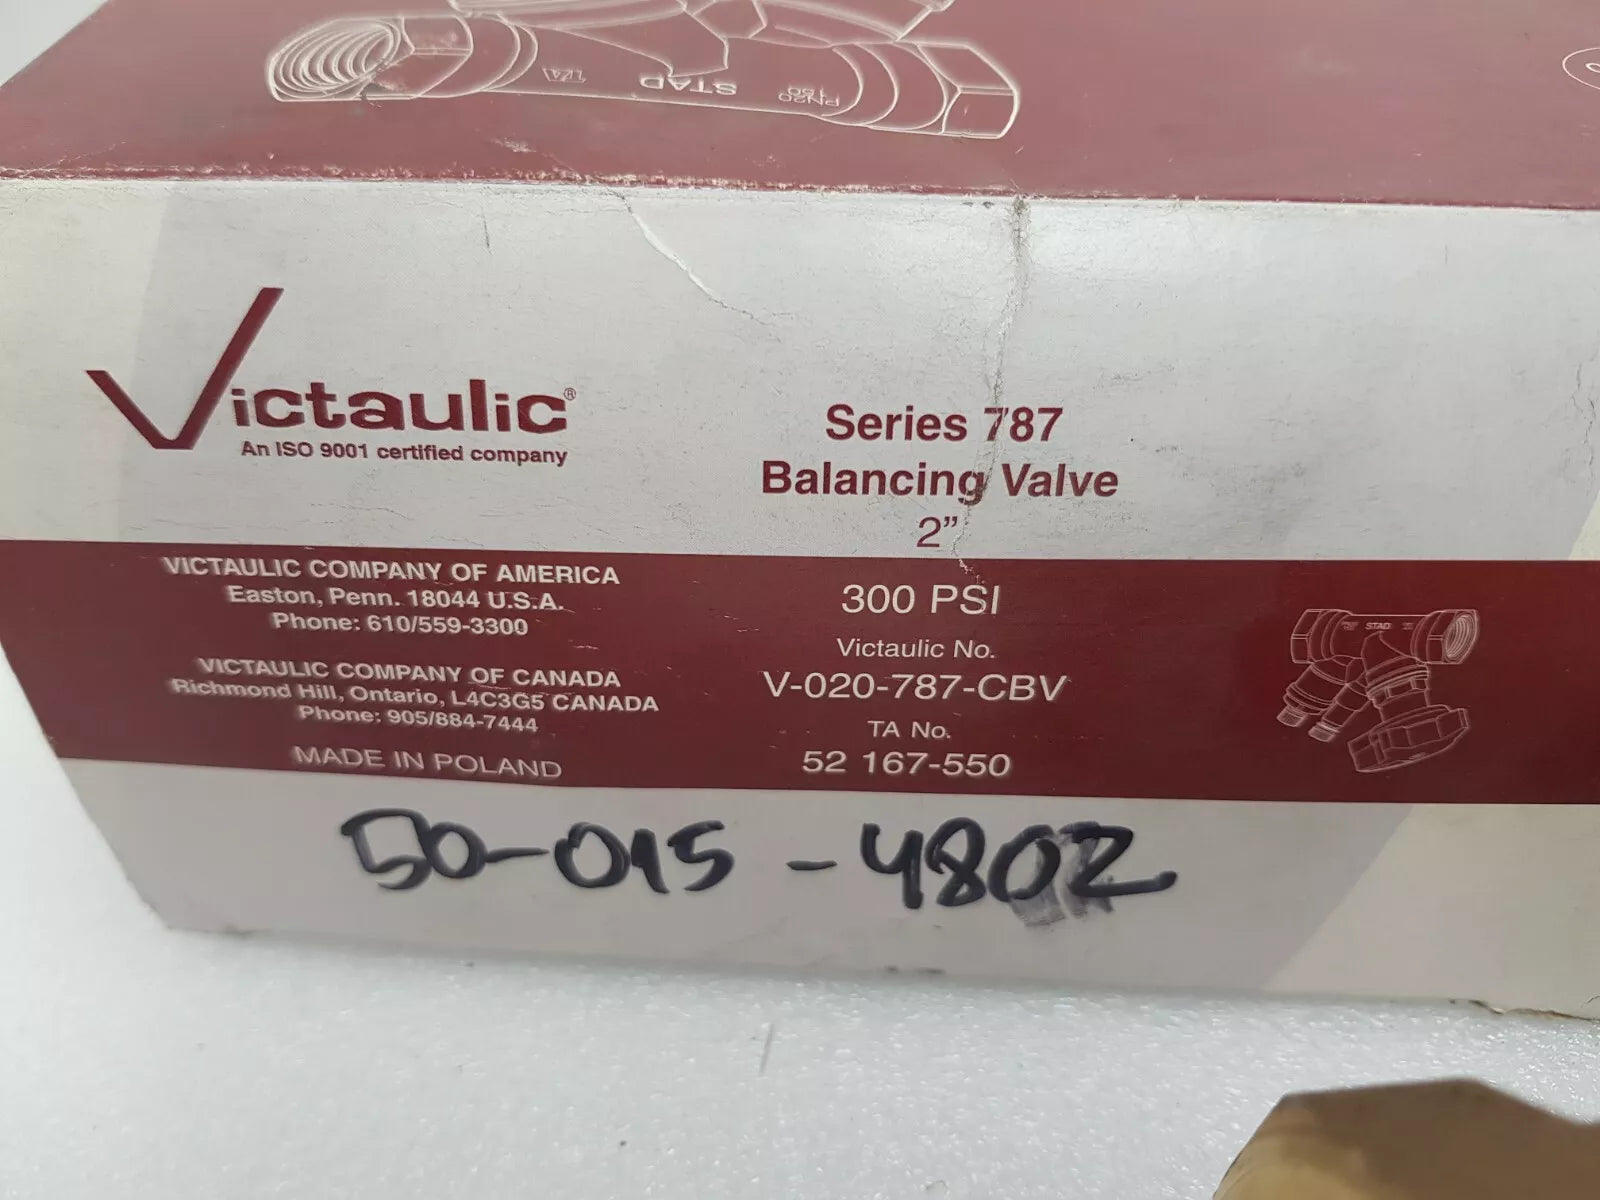 TA
STAD
PN20
150
Victaulic®
An ISO 9001 certified company
Series 787
Balancing Valve
2”
VICTAULIC COMPANY OF AMERICA
Easton, Penn. 18044 U.S.A.
Phone: 610/559-3300
VICTAULIC COMPANY OF CANADA
Richmond Hill, Ontario, L4C3G5 CANADA
Phone: 905/884-7444
MADE IN POLAND
300 PSI
Victaulic No.
V-020-787-CBV
TA No.
52 167-550
STAD
50-015-4802